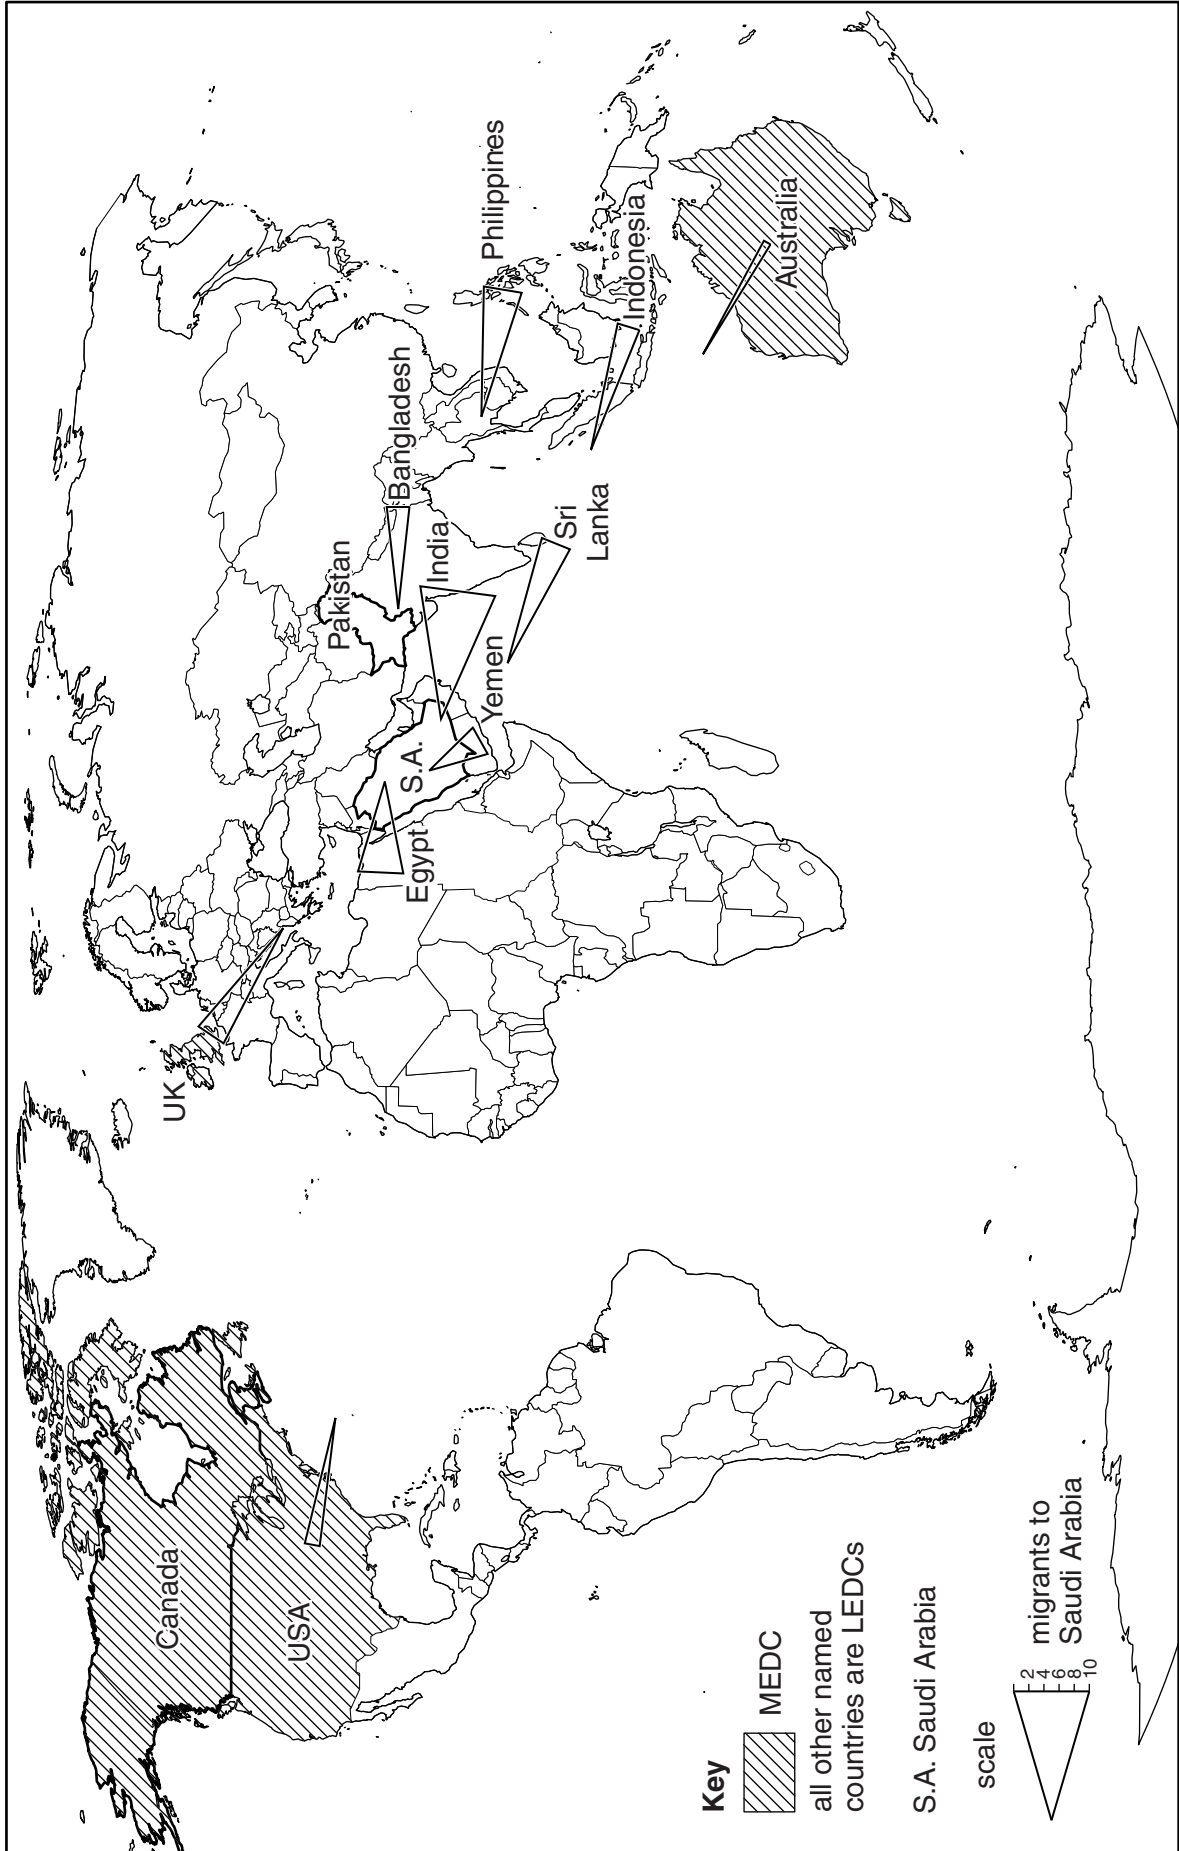 Canada
USA
UK
Egypt
S.A.
Yemen
Pakistan
India
Bangladesh
Sri
Lanka
Philippines
Indonesia
Australia
Key
MEDC
all other named
countries are LEDCs
S.A. Saudi Arabia
scale
2
4
6
8
10
migrants to
Saudi Arabia